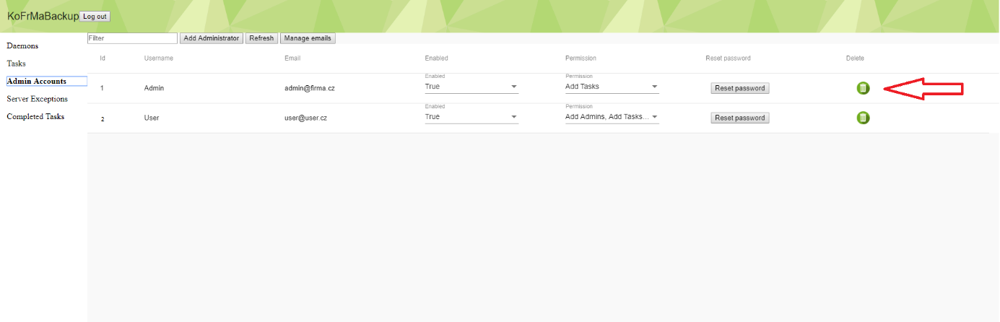 KoFrMaBackup Log out
Filter Add Administrator Refresh Manage emails
Daemons
Tasks
Admin Accounts
Server Exceptions
Completed Tasks
Id Username Email Enabled Permission Reset password Delete
Enabled Permission
1 Admin admin@firma.cz True Add Tasks Reset password
Enabled Permission
2 User user@user.cz True Add Admins, Add Tasks... Reset password